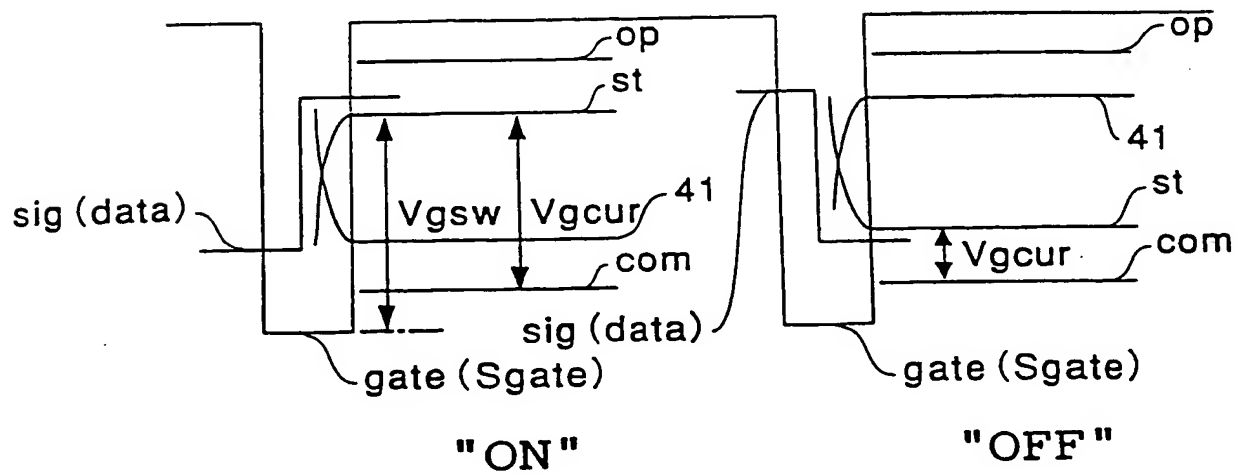 op
op
st
41
sig (data)
Vgsw
Vgcur
41
st
com
Vgcur
com
sig (data)
gate (Sgate)
gate (Sgate)
"ON"
"OFF"